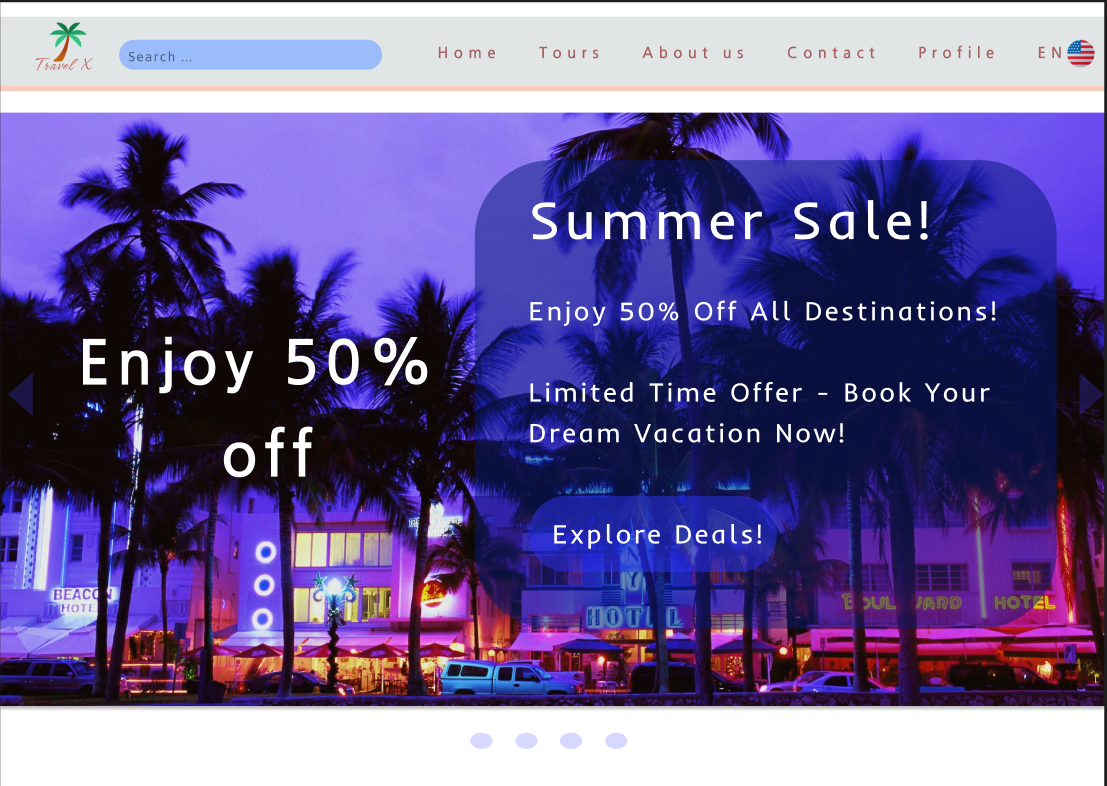 Travel X
Search ...
Home
Tours
About us
Contact
Profile
EN
Summer Sale!
Enjoy 50% Off All Destinations!
Enjoy 50%
off
Limited Time Offer - Book Your
Dream Vacation Now!
Explore Deals!
BEACON
HOTEL
HOTEL
BOULEVARD HOTEL